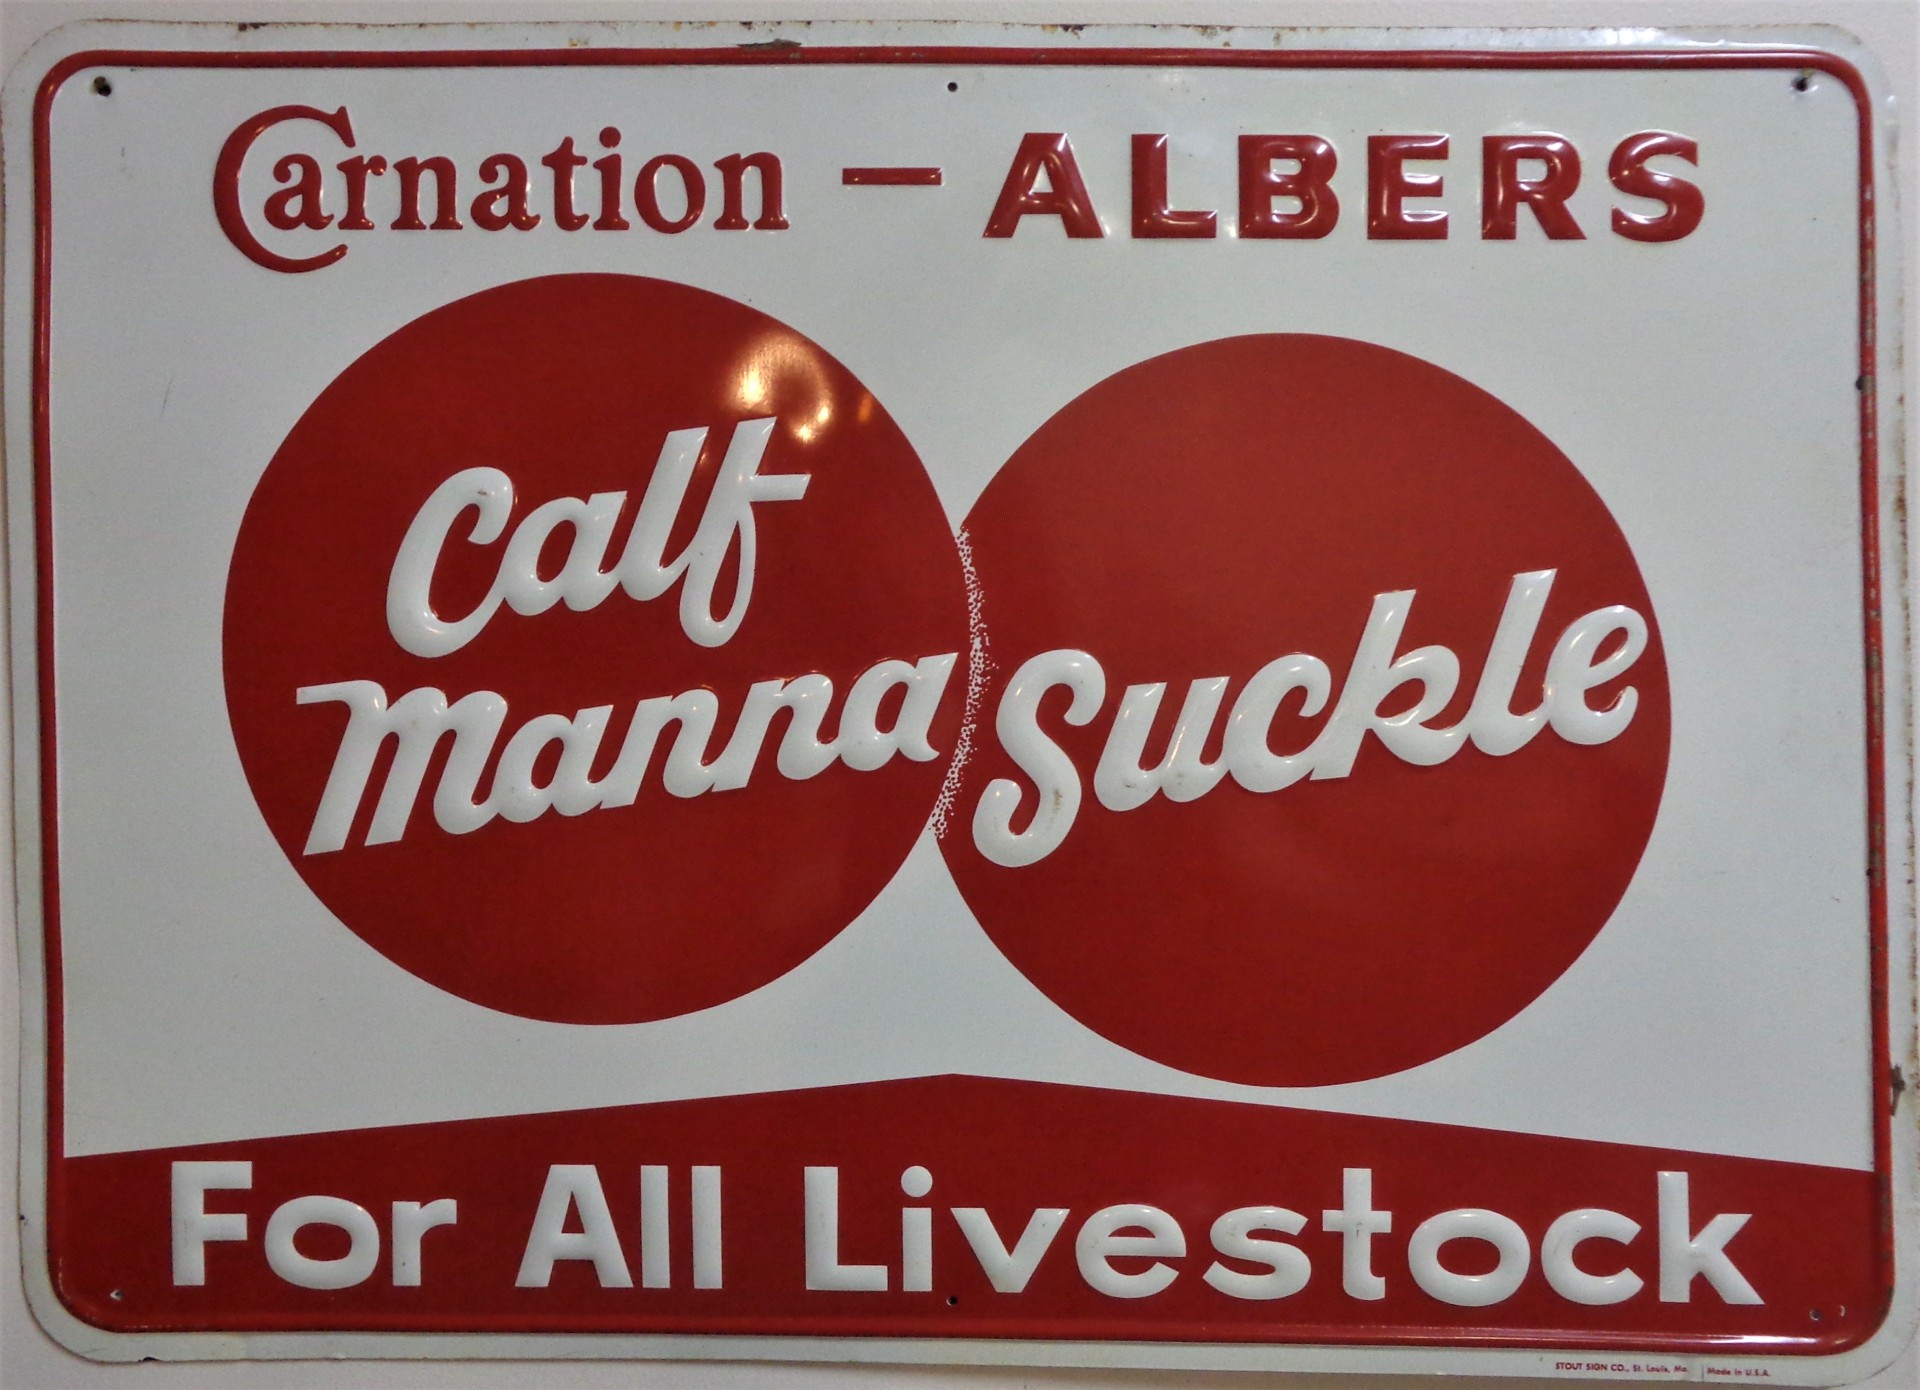 Carnation – ALBERS
Calf
Manna
Suckle
For All Livestock
STOUT SIGN CO., St. Louis, Mo. | Made in U.S.A.